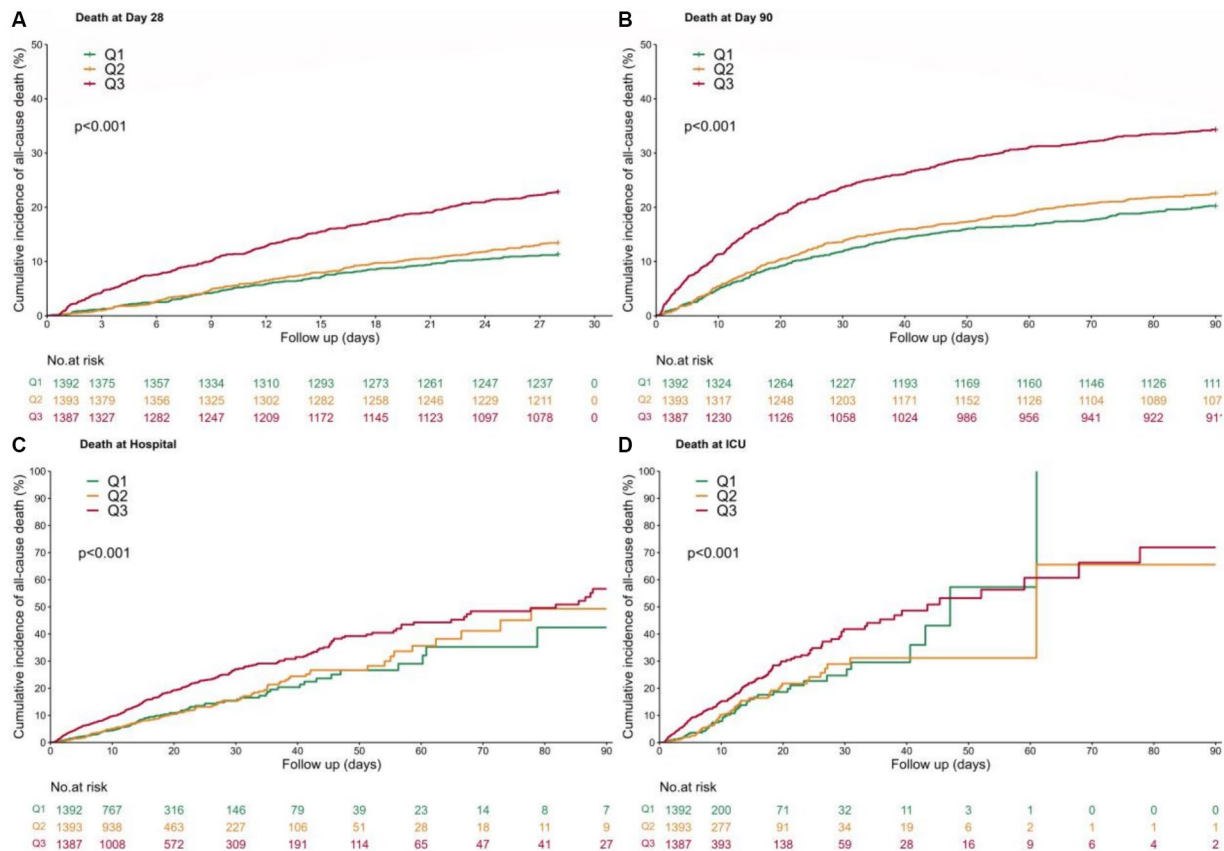 A
Death at Day 28
Cumulative incidence of all-cause death (%)
50
40
30
20
10
0
Q1
Q2
Q3
p<0.001
0 3 6 9 12 15 18 21 24 27 30
Follow up (days)
No.at risk
Q1 1392 1375 1357 1334 1310 1293 1273 1261 1247 1237 0
Q2 1393 1379 1356 1325 1302 1282 1258 1246 1229 1211 0
Q3 1387 1327 1282 1247 1209 1172 1145 1123 1097 1078 0
B
Death at Day 90
Cumulative incidence of all-cause death (%)
50
40
30
20
10
0
Q1
Q2
Q3
p<0.001
0 10 20 30 40 50 60 70 80 90
Follow up (days)
No.at risk
Q1 1392 1324 1264 1227 1193 1169 1160 1146 1126 111
Q2 1393 1317 1248 1203 1171 1152 1126 1104 1089 107
Q3 1387 1230 1126 1058 1024 986 956 941 922 911
C
Death at Hospital
Cumulative incidence of all-cause death (%)
100
90
80
70
60
50
40
30
20
10
0
Q1
Q2
Q3
p<0.001
0 10 20 30 40 50 60 70 80 90
Follow up (days)
No.at risk
Q1 1392 767 316 146 79 39 23 14 8 7
Q2 1393 938 463 227 106 51 28 18 11 9
Q3 1387 1008 572 309 191 114 65 47 41 27
D
Death at ICU
Cumulative incidence of all-cause death (%)
100
90
80
70
60
50
40
30
20
10
0
Q1
Q2
Q3
p<0.001
0 10 20 30 40 50 60 70 80 90
Follow up (days)
No.at risk
Q1 1392 200 71 32 11 3 1 0 0 0
Q2 1393 277 91 34 19 6 2 1 1 1
Q3 1387 393 138 59 28 16 9 6 4 2